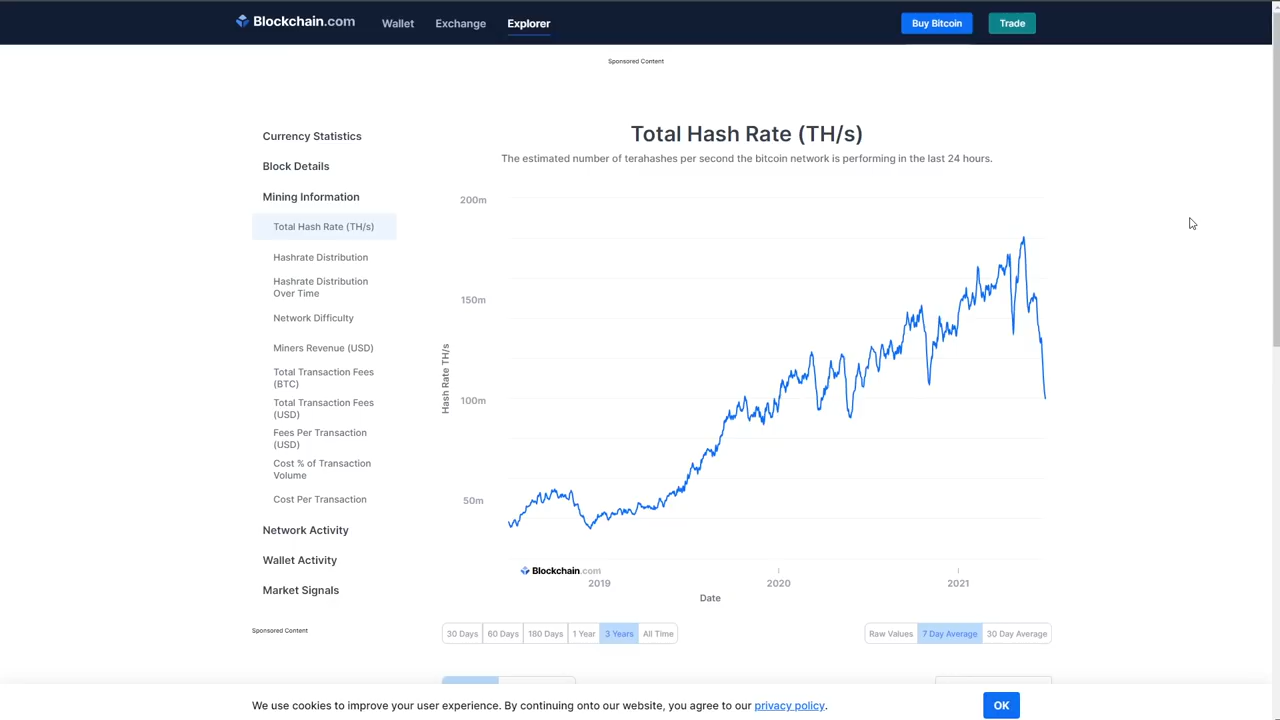 Blockchain.com
Wallet
Exchange
Explorer
Buy Bitcoin
Trade
Sponsored Content
Currency Statistics
Block Details
Mining Information
Total Hash Rate (TH/s)
Hashrate Distribution
Hashrate Distribution
Over Time
Network Difficulty
Miners Revenue (USD)
Total Transaction Fees
(BTC)
Total Transaction Fees
(USD)
Fees Per Transaction
(USD)
Cost % of Transaction
Volume
Cost Per Transaction
Network Activity
Wallet Activity
Market Signals
Sponsored Content
Total Hash Rate (TH/s)
The estimated number of terahashes per second the bitcoin network is performing in the last 24 hours.
200m
150m
100m
50m
Hash Rate TH/s
Blockchain.com
2019
2020
2021
Date
30 Days
60 Days
180 Days
1 Year
3 Years
All Time
Raw Values
7 Day Average
30 Day Average
We use cookies to improve your user experience. By continuing onto our website, you agree to our privacy policy.
OK